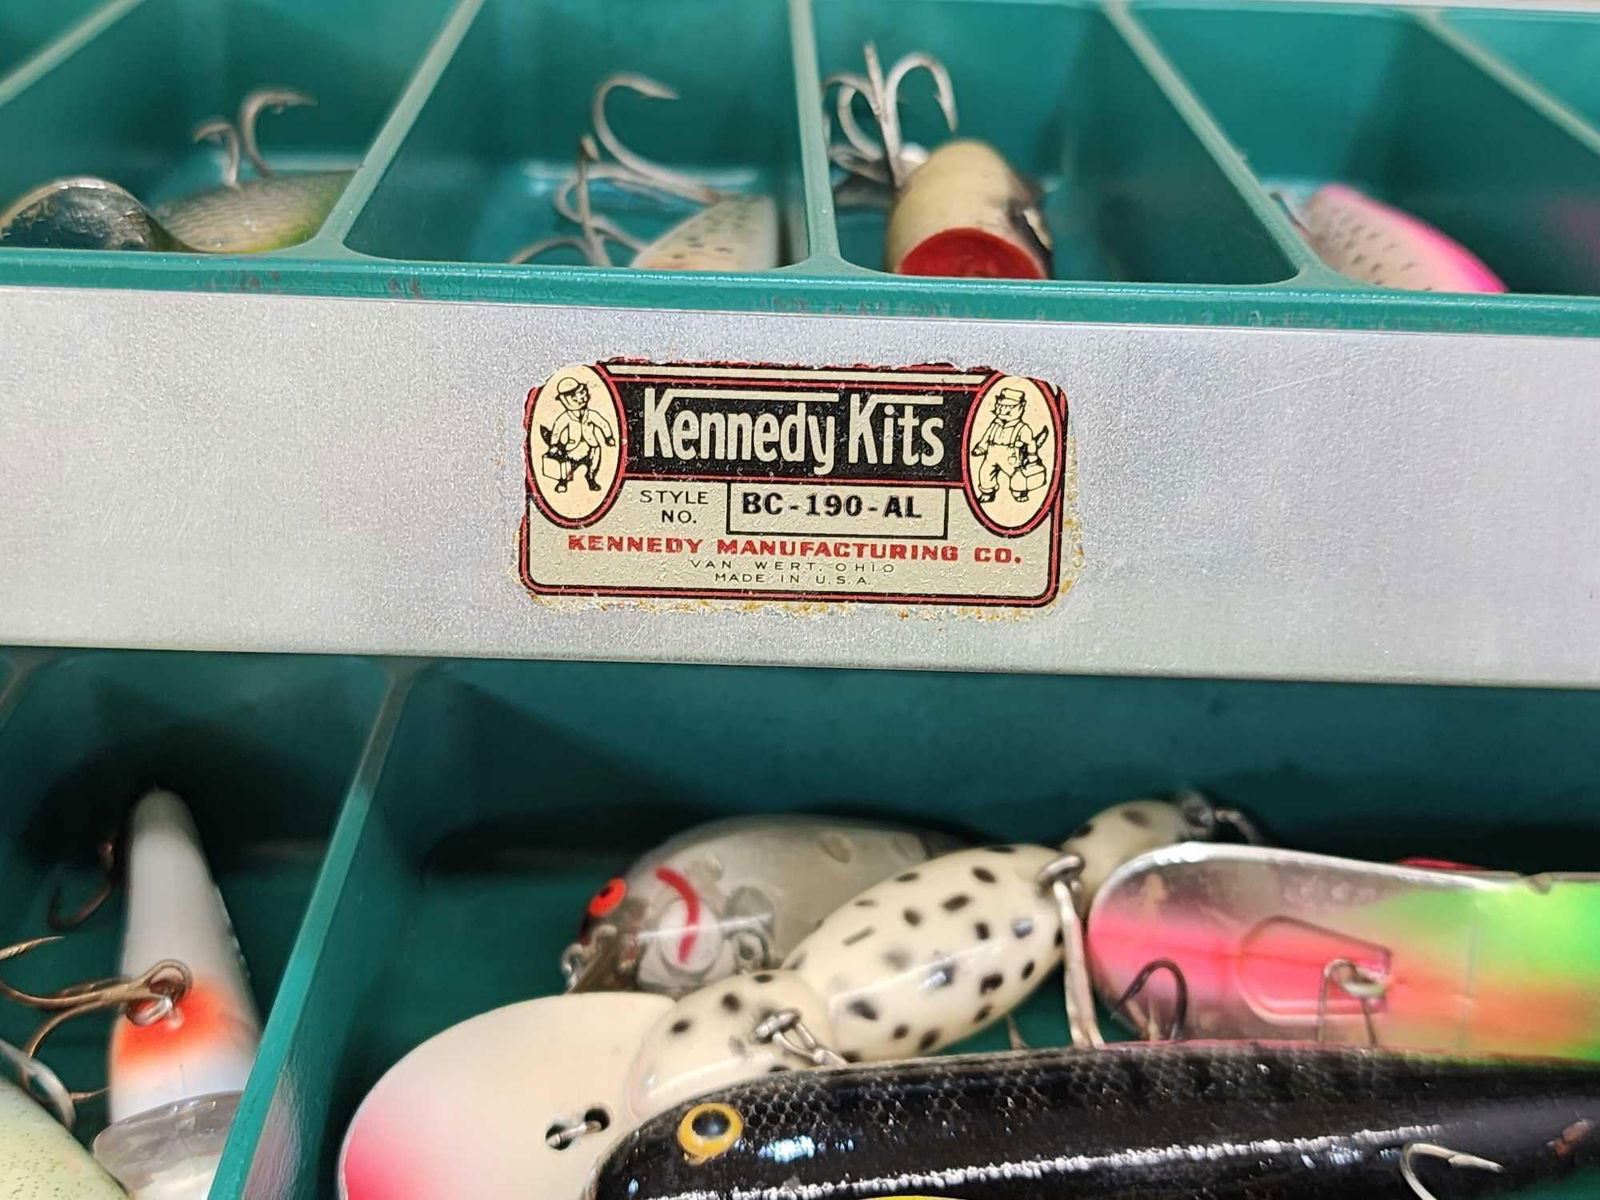 Kennedy Kits
STYLE NO.
BC-190-AL
KENNEDY MANUFACTURING CO.
VAN WERT, OHIO
MADE IN U.S.A.